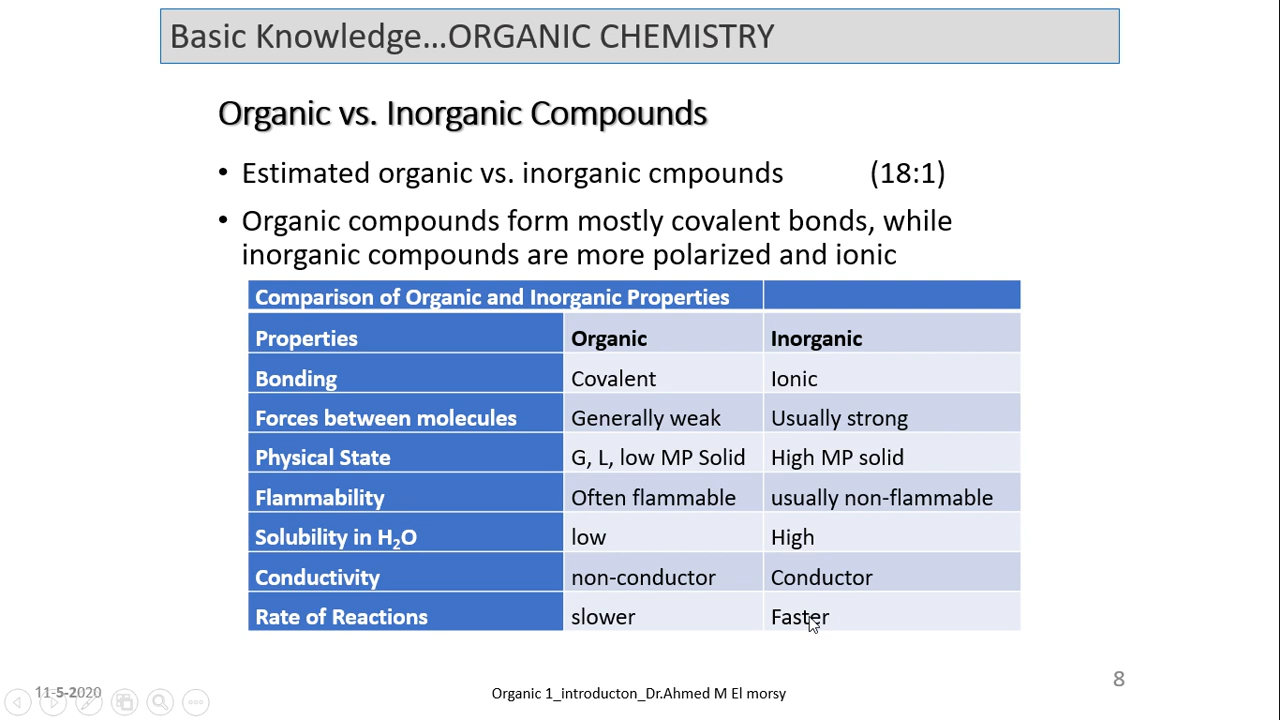 Basic Knowledge...ORGANIC CHEMISTRY
Organic vs. Inorganic Compounds
• Estimated organic vs. inorganic cmpounds (18:1)
• Organic compounds form mostly covalent bonds, while
inorganic compounds are more polarized and ionic
Comparison of Organic and Inorganic Properties
Properties Organic Inorganic
Bonding Covalent Ionic
Forces between molecules Generally weak Usually strong
Physical State G, L, low MP Solid High MP solid
Flammability Often flammable usually non-flammable
Solubility in H₂O low High
Conductivity non-conductor Conductor
Rate of Reactions slower Faster
11-5-2020 Organic 1_introducton_Dr.Ahmed M El morsy 8